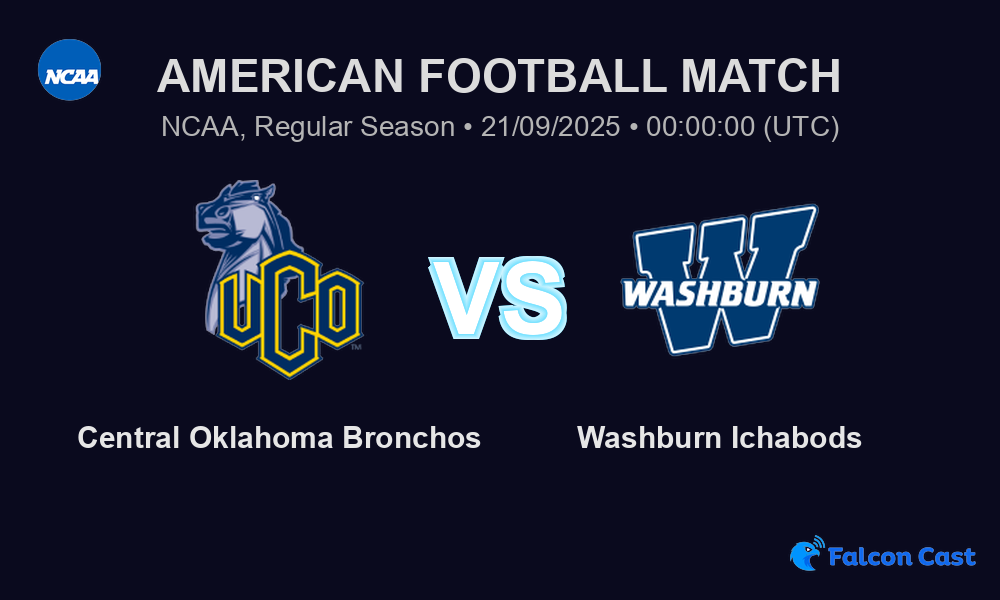 NCAA
AMERICAN FOOTBALL MATCH
NCAA, Regular Season • 21/09/2025 • 00:00:00 (UTC)
UCO
TM
VS
W
WASHBURN
Central Oklahoma Bronchos
Washburn Ichabods
Falcon Cast